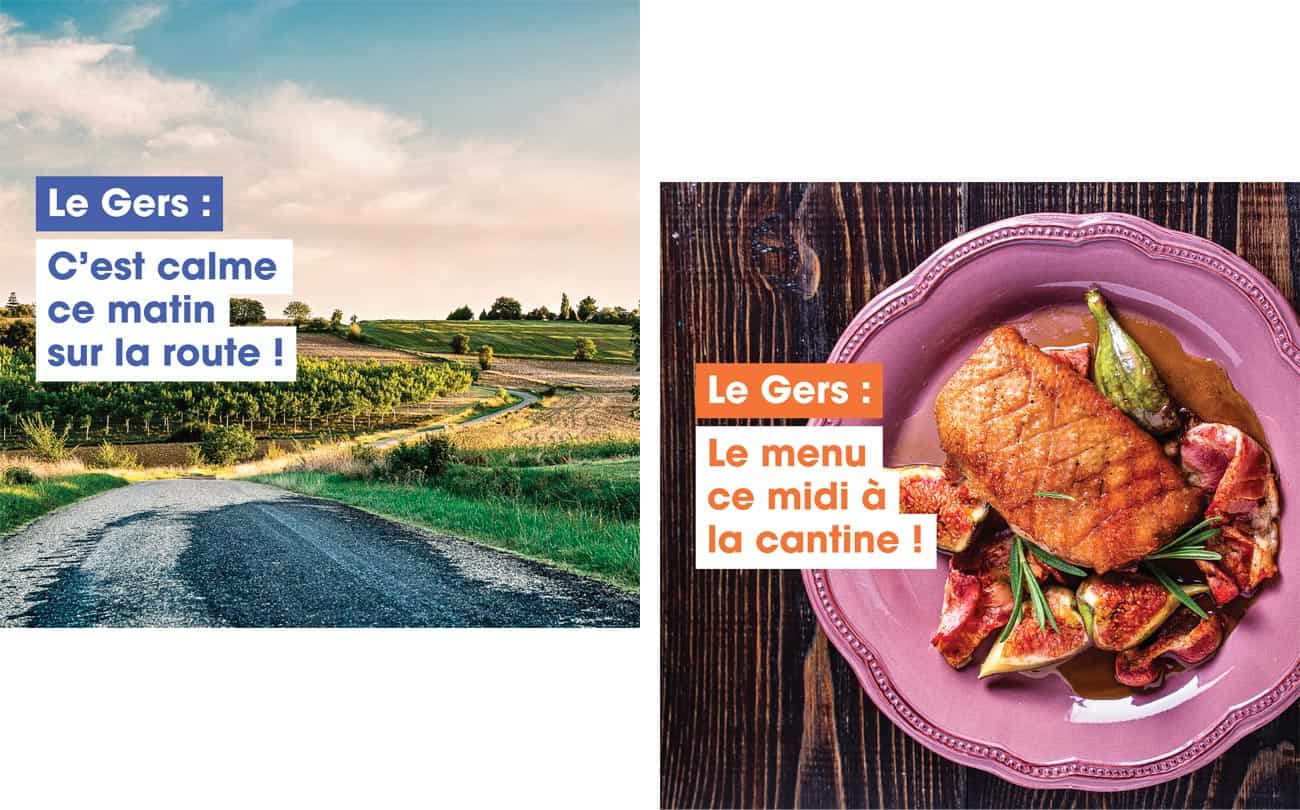 Le Gers :
C’est calme
ce matin
sur la route !
Le Gers :
Le menu
ce midi à
la cantine !